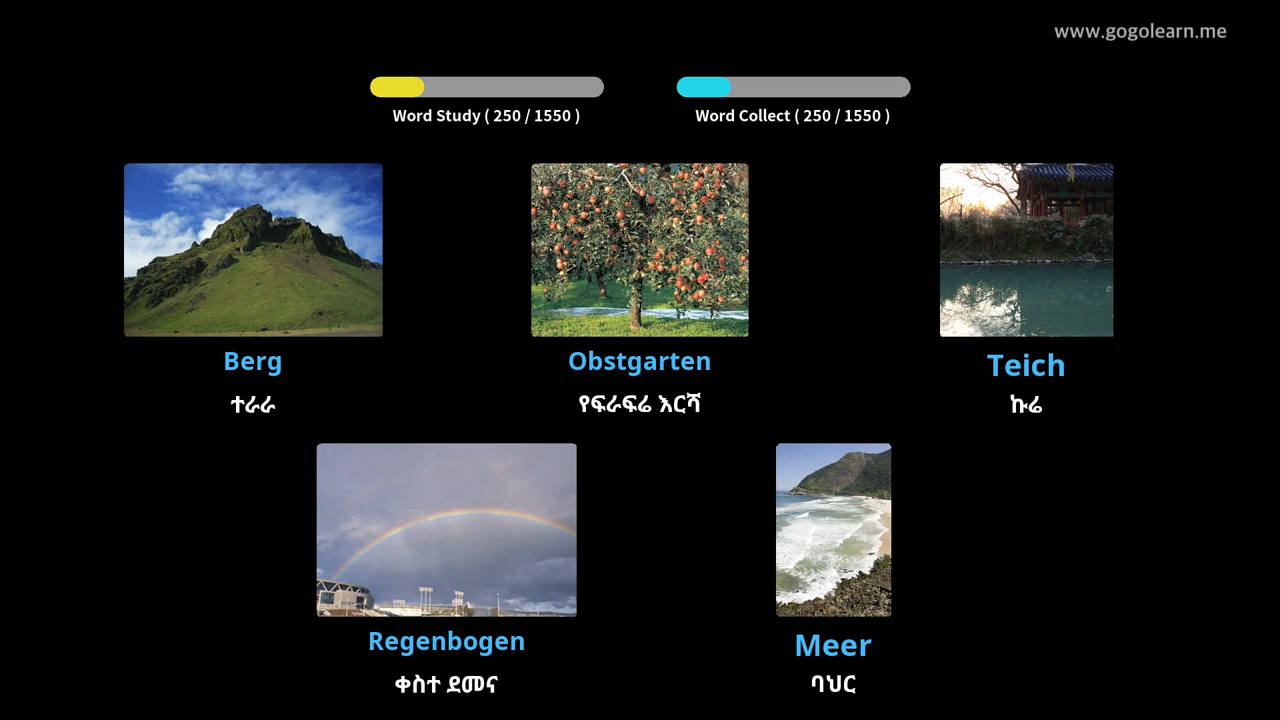 www.gogolearn.me
Word Study ( 250 / 1550 )
Word Collect ( 250 / 1550 )
Berg
ተራራ
Obstgarten
የፍራፍሬ እርሻ
Teich
ኩሬ
Regenbogen
ቀስተ ደመና
Meer
ባህር